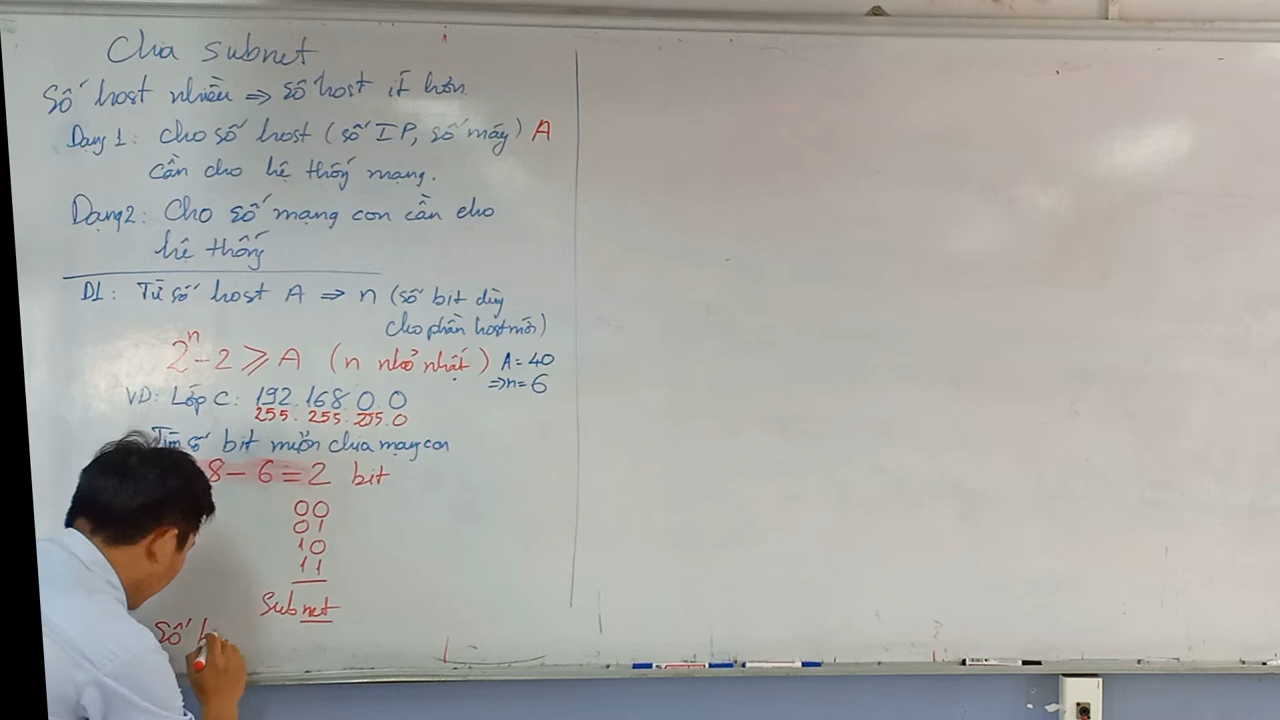 Chia subnet
Số host nhiều ⇒ số host ít hơn.
Dạng 1: Cho số host (số IP, số máy) A
cần cho hệ thống mạng.
Dạng 2: Cho số mạng con cần cho
hệ thống
D1: Từ số host A ⇒ n (số bit dùng
cho phần host mới)
2ⁿ - 2 ⩾ A (n nhỏ nhất) A = 40
⇒ n = 6
VD: Lớp C: 192.168.0.0
255.255.255.0
Tìm số bit mượn chia mạng con
8 - 6 = 2 bit
00
01
10
11
Subnet
Số b